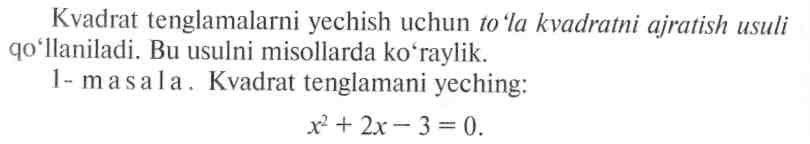 Kvadrat tenglamalarni yechish uchun to‘la kvadratni ajratish usuli
qo‘llaniladi. Bu usulni misollarda ko‘raylik.
1- masala. Kvadrat tenglamani yeching:
x² + 2x − 3 = 0.